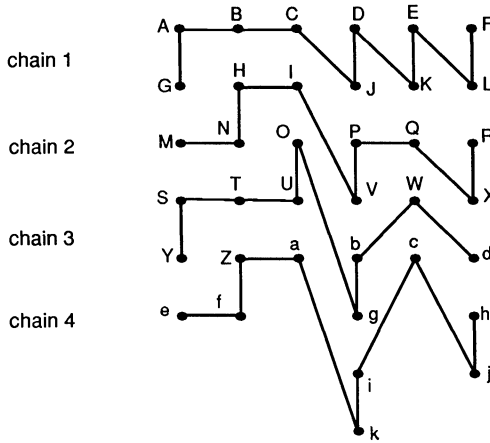 A B C D E F
chain 1
G J K L
H I
M N O P Q R
chain 2
S T U V W X
chain 3
Y Z a b c d
e f g h
chain 4
i j
k